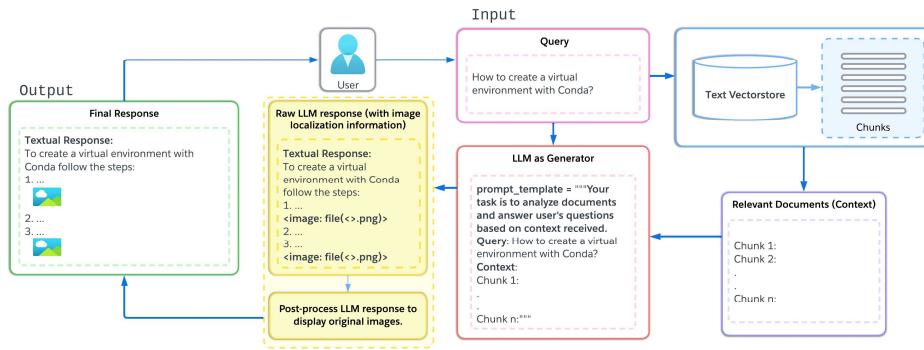 Input
Query
How to create a virtual
environment with Conda?
User
Text Vectorstore
Chunks
Output
Final Response
Textual Response:
To create a virtual environment with
Conda follow the steps:
1. ...
2. ...
3. ...
Raw LLM response (with image
localization information)
Textual Response:
To create a virtual
environment with Conda
follow the steps:
1. ...
<image: file(<>.png)>
2. ...
3. ...
<image: file(<>.png)>
Post-process LLM response to
display original images.
LLM as Generator
prompt_template = """Your
task is to analyze documents
and answer user's questions
based on context received.
Query: How to create a virtual
environment with Conda?
Context:
Chunk 1:
.
.
Chunk n:"""
Relevant Documents (Context)
Chunk 1:
Chunk 2:
.
.
Chunk n: